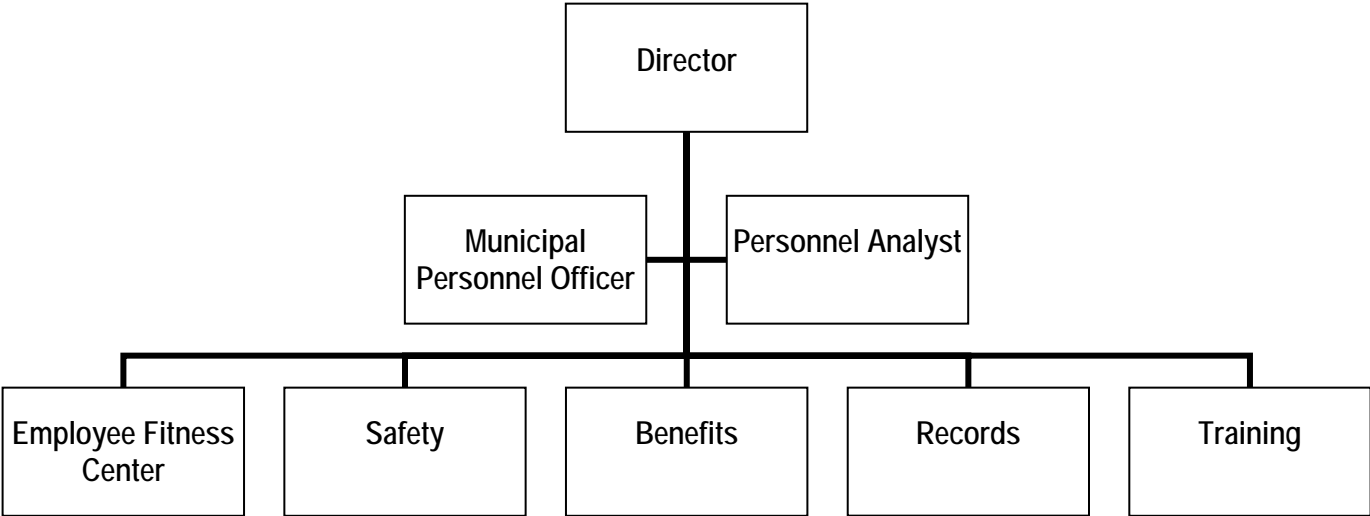 Director
Municipal
Personnel Officer
Personnel Analyst
Employee Fitness
Center
Safety
Benefits
Records
Training